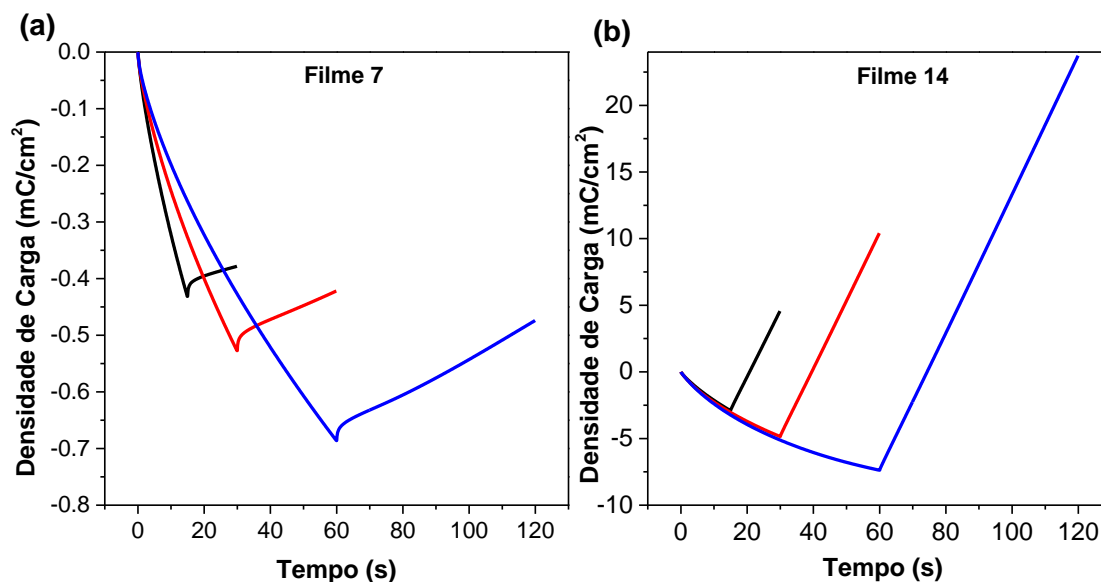 (a)
Filme 7
Densidade de Carga (mC/cm²)
0.0
-0.1
-0.2
-0.3
-0.4
-0.5
-0.6
-0.7
-0.8
0 20 40 60 80 100 120
Tempo (s)
(b)
Filme 14
Densidade de Carga (mC/cm²)
20
15
10
5
0
-5
-10
0 20 40 60 80 100 120
Tempo (s)